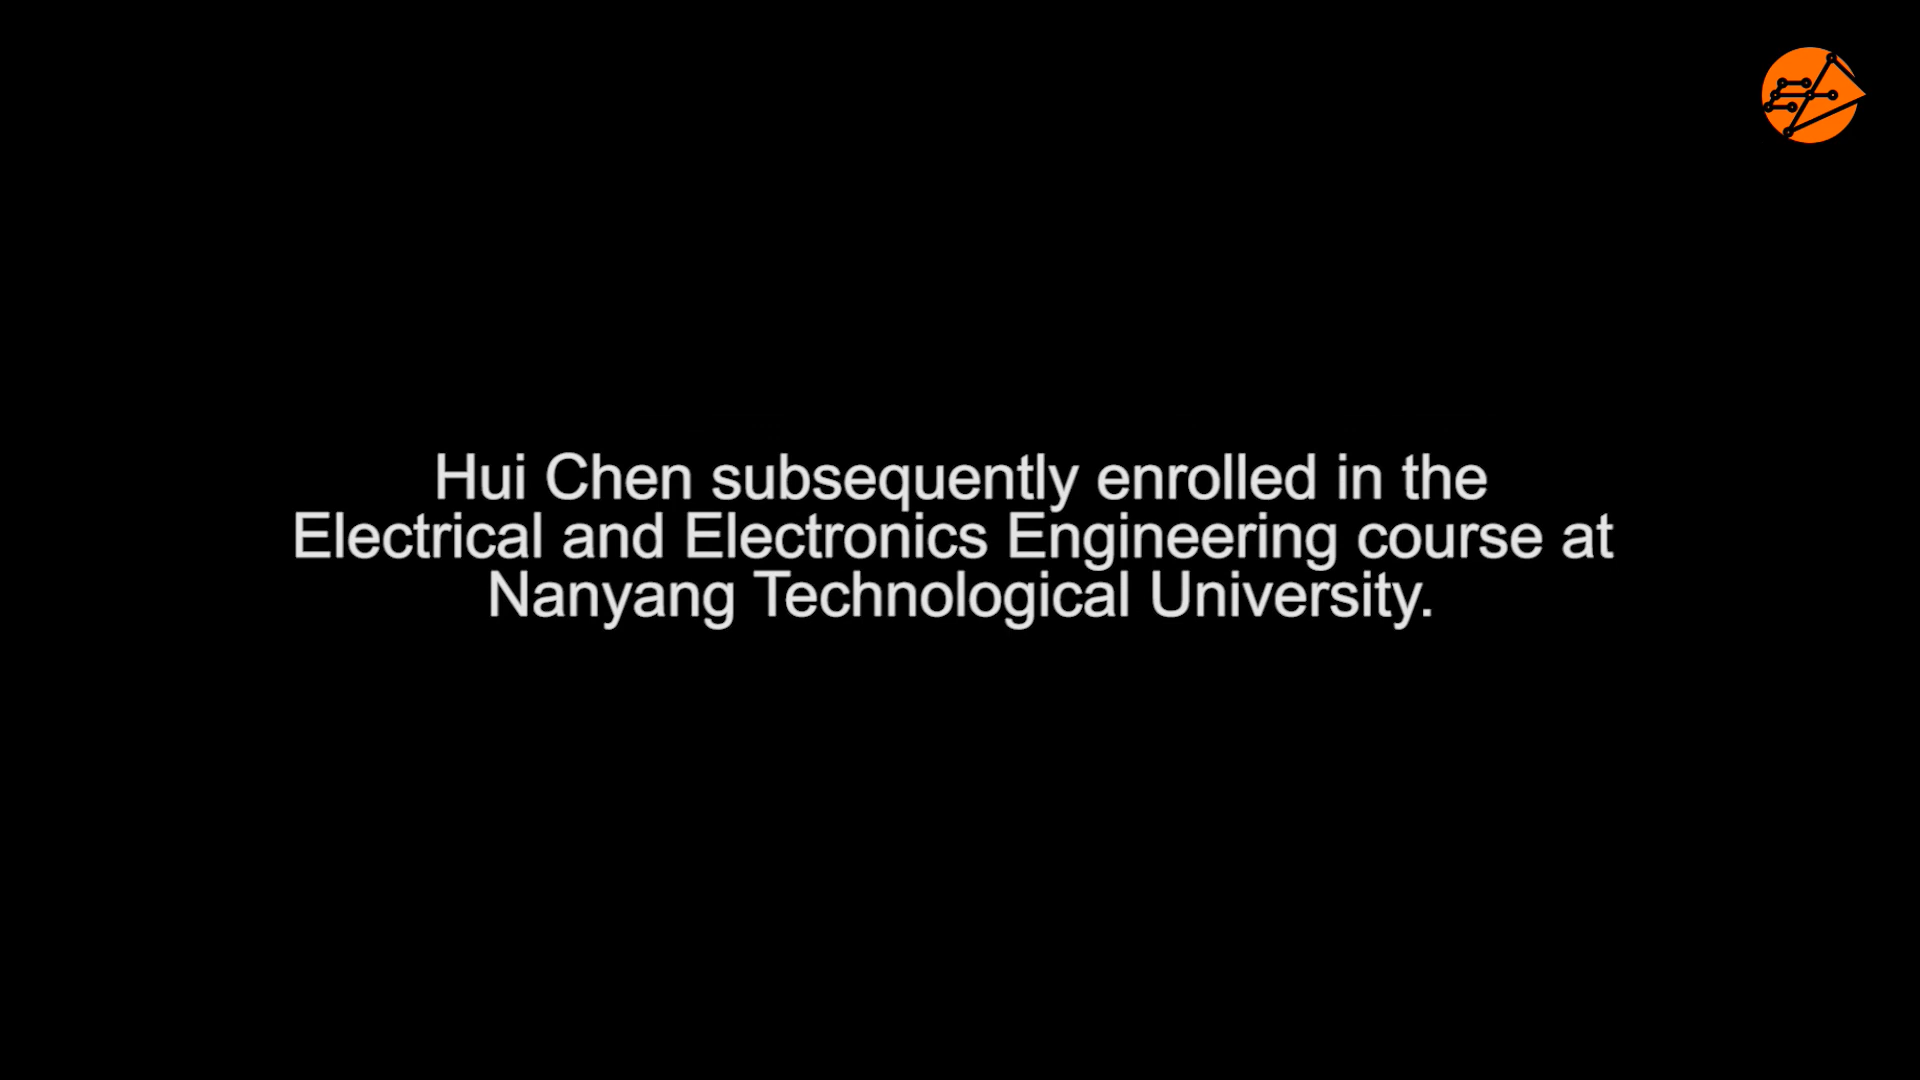 Hui Chen subsequently enrolled in the
Electrical and Electronics Engineering course at
Nanyang Technological University.